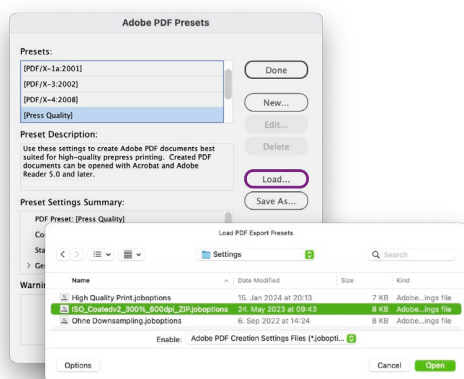 Adobe PDF Presets
Presets:
[PDF/X-1a:2001]
[PDF/X-3:2002]
[PDF/X-4:2008]
[Press Quality]
Done
New...
Edit...
Delete
Load...
Save As...
Preset Description:
Use these settings to create Adobe PDF documents best
suited for high-quality prepress printing. Created PDF
documents can be opened with Acrobat and Adobe
Reader 5.0 and later.
Preset Settings Summary:
PDF Preset: [Press Quality]
Load PDF Export Presets
Settings
Search
Name Date Modified Size Kind
High Quality Print.joboptions 15. Jan 2024 at 20:13 7 KB Adobe...ings file
ISO_Coatedv2_300%_600dpi_ZIP.joboptions 24. May 2023 at 09:43 8 KB Adobe...ings file
Ohne Downsampling.joboptions 6. Sep 2022 at 14:24 8 KB Adobe...ings file
Enable: Adobe PDF Creation Settings Files (*.jobopti...
Options
Cancel
Open